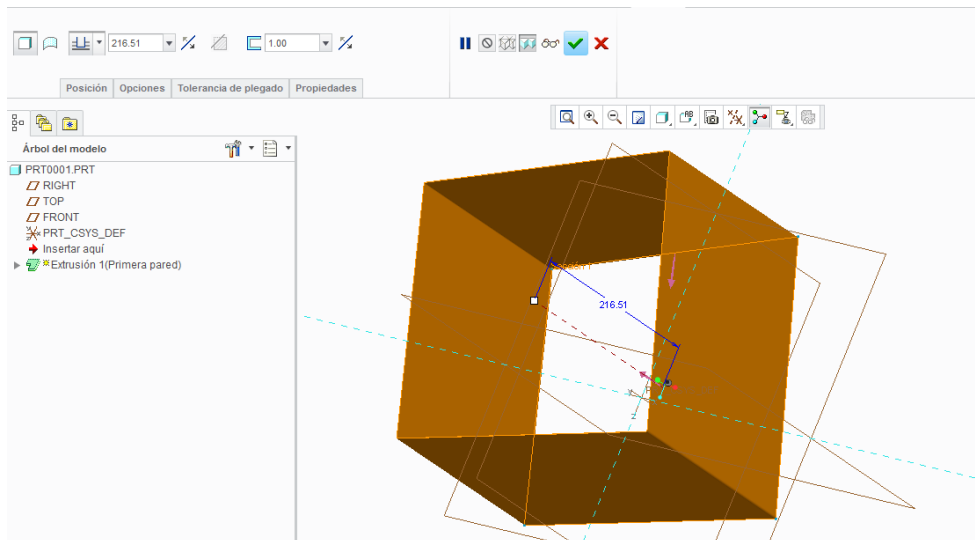 216.51
1.00
Posición
Opciones
Tolerancia de plegado
Propiedades
Árbol del modelo
PRT0001.PRT
RIGHT
TOP
FRONT
PRT_CSYS_DEF
Insertar aquí
Extrusión 1(Primera pared)
216.51